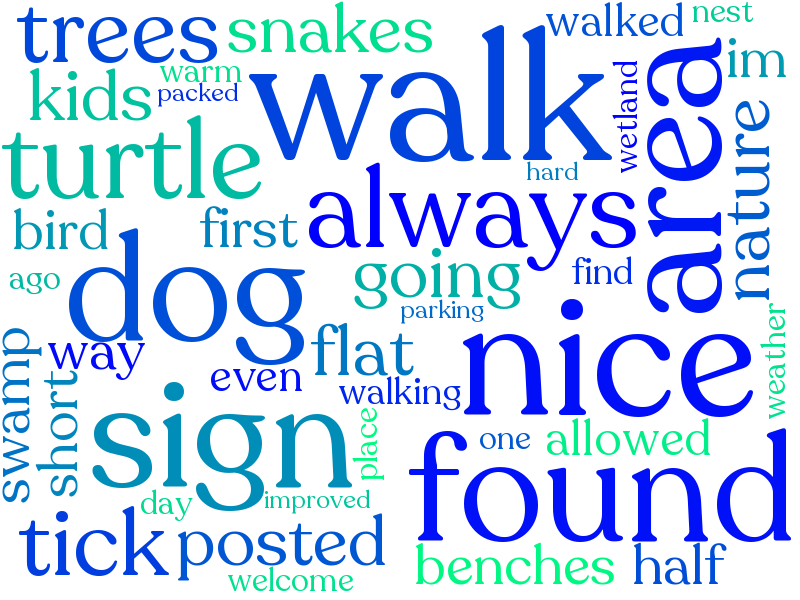 trees
snakes
walked
nest
warm
packed
kids
walk
wetland
area
im
turtle
hard
nature
bird
first
always
ago
dog
going
find
parking
swamp
way
short
even
flat
walking
nice
weather
sign
place
one
allowed
found
day
improved
tick
posted
welcome
benches
half